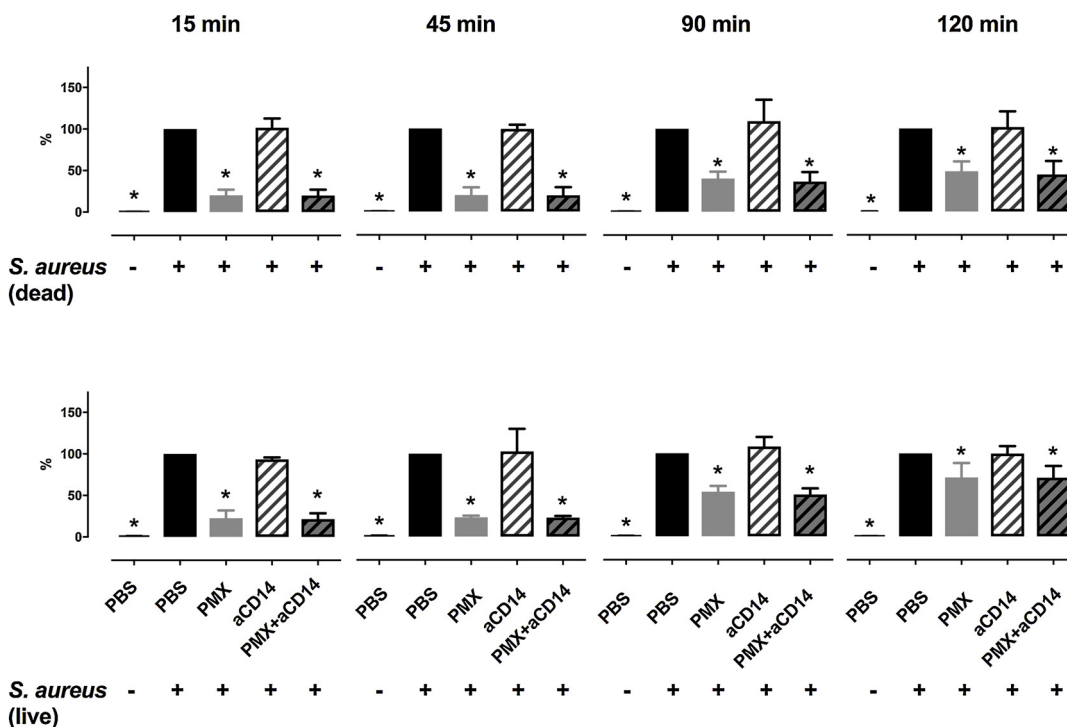 15 min 45 min 90 min 120 min
150
100
%
50
0
* * * * * * * * * * * *
S. aureus - + + + + - + + + + - + + + + - + + + +
(dead)
150
100
%
50
0
* * * * * * * * * * * *
PBS PBS PMX aCD14 PMX+aCD14 PBS PBS PMX aCD14 PMX+aCD14 PBS PBS PMX aCD14 PMX+aCD14 PBS PBS PMX aCD14 PMX+aCD14
S. aureus - + + + + - + + + + - + + + + - + + + +
(live)